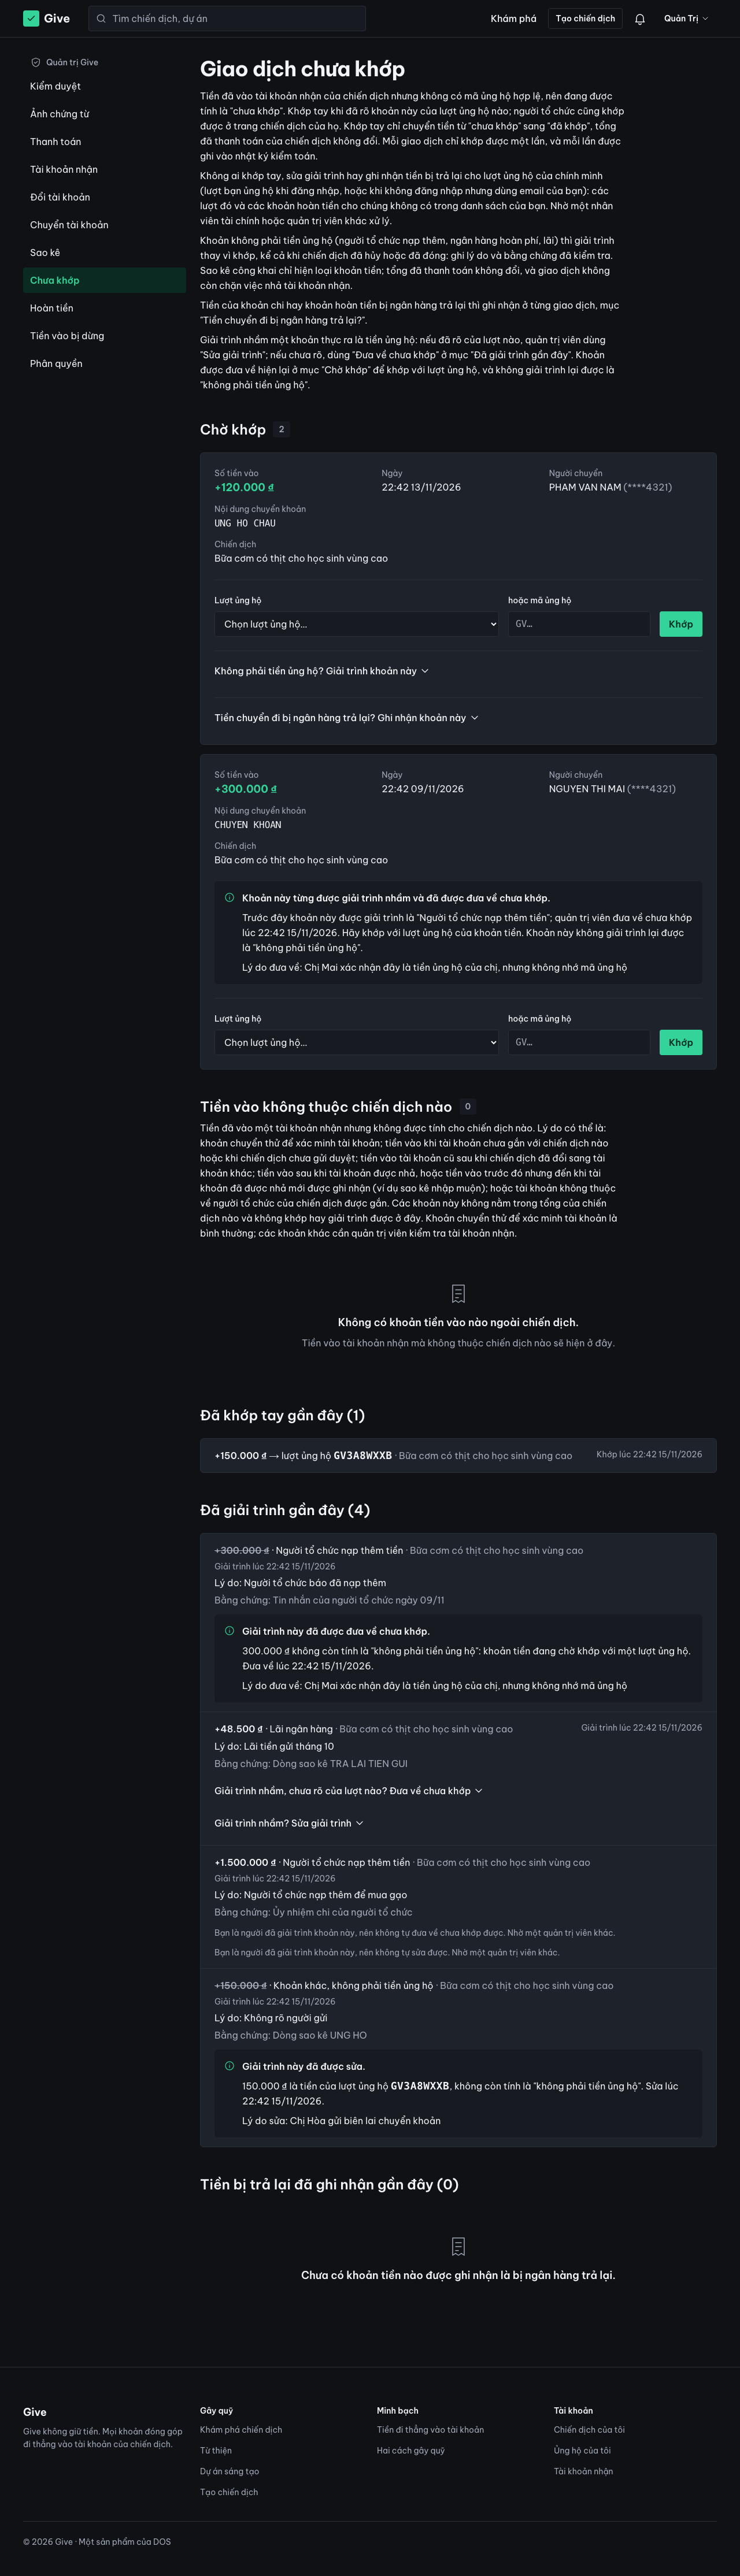 Give
Tìm chiến dịch, dự án
Khám phá
Tạo chiến dịch
Quản Trị
Quản trị Give
Kiểm duyệt
Ảnh chứng từ
Thanh toán
Tài khoản nhận
Đổi tài khoản
Chuyển tài khoản
Sao kê
Chưa khớp
Hoàn tiền
Tiền vào bị dừng
Phân quyền
Giao dịch chưa khớp
Tiền đã vào tài khoản nhận của chiến dịch nhưng không có mã ủng hộ hợp lệ, nên đang được
tính là "chưa khớp". Khớp tay khi đã rõ khoản này của lượt ủng hộ nào; người tổ chức cũng khớp
được ở trang chiến dịch của họ. Khớp tay chỉ chuyển tiền từ "chưa khớp" sang "đã khớp", tổng
đã thanh toán của chiến dịch không đổi. Mỗi giao dịch chỉ khớp được một lần, và mỗi lần được
ghi vào nhật ký kiểm toán.
Không ai khớp tay, sửa giải trình hay ghi nhận tiền bị trả lại cho lượt ủng hộ của chính mình
(lượt bạn ủng hộ khi đăng nhập, hoặc khi không đăng nhập nhưng dùng email của bạn): các
lượt đó và các khoản hoàn tiền cho chúng không có trong danh sách của bạn. Nhờ một nhân
viên tài chính hoặc quản trị viên khác xử lý.
Khoản không phải tiền ủng hộ (người tổ chức nạp thêm, ngân hàng hoàn phí, lãi) thì giải trình
thay vì khớp, kể cả khi chiến dịch đã hủy hoặc đã đóng: ghi lý do và bằng chứng đã kiểm tra.
Sao kê công khai chỉ hiện loại khoản tiền; tổng đã thanh toán không đổi, và giao dịch không
còn chặn việc nhả tài khoản nhận.
Tiền của khoản chi hay khoản hoàn tiền bị ngân hàng trả lại thì ghi nhận ở từng giao dịch, mục
"Tiền chuyển đi bị ngân hàng trả lại?".
Giải trình nhầm một khoản thực ra là tiền ủng hộ: nếu đã rõ của lượt nào, quản trị viên dùng
"Sửa giải trình"; nếu chưa rõ, dùng "Đưa về chưa khớp" ở mục "Đã giải trình gần đây". Khoản
được đưa về hiện lại ở mục "Chờ khớp" để khớp với lượt ủng hộ, và không giải trình lại được là
"không phải tiền ủng hộ".
Chờ khớp 2
Số tiền vào
+120.000 ₫
Ngày
22:42 13/11/2026
Người chuyển
PHAM VAN NAM (****4321)
Nội dung chuyển khoản
UNG HO CHAU
Chiến dịch
Bữa cơm có thịt cho học sinh vùng cao
Lượt ủng hộ
hoặc mã ủng hộ
Chọn lượt ủng hộ…
GV…
Khớp
Không phải tiền ủng hộ? Giải trình khoản này
Tiền chuyển đi bị ngân hàng trả lại? Ghi nhận khoản này
Số tiền vào
+300.000 ₫
Ngày
22:42 09/11/2026
Người chuyển
NGUYEN THI MAI (****4321)
Nội dung chuyển khoản
CHUYEN KHOAN
Chiến dịch
Bữa cơm có thịt cho học sinh vùng cao
Khoản này từng được giải trình nhầm và đã được đưa về chưa khớp.
Trước đây khoản này được giải trình là "Người tổ chức nạp thêm tiền"; quản trị viên đưa về chưa khớp
lúc 22:42 15/11/2026. Hãy khớp với lượt ủng hộ của khoản tiền. Khoản này không giải trình lại được
là "không phải tiền ủng hộ".
Lý do đưa về: Chị Mai xác nhận đây là tiền ủng hộ của chị, nhưng không nhớ mã ủng hộ
Lượt ủng hộ
hoặc mã ủng hộ
Chọn lượt ủng hộ…
GV…
Khớp
Tiền vào không thuộc chiến dịch nào 0
Tiền đã vào một tài khoản nhận nhưng không được tính cho chiến dịch nào. Lý do có thể là:
khoản chuyển thử để xác minh tài khoản; tiền vào khi tài khoản chưa gắn với chiến dịch nào
hoặc khi chiến dịch chưa gửi duyệt; tiền vào tài khoản cũ sau khi chiến dịch đã đổi sang tài
khoản khác; tiền vào sau khi tài khoản được nhả, hoặc tiền vào trước đó nhưng đến khi tài
khoản đã được nhả mới được ghi nhận (ví dụ sao kê nhập muộn); hoặc tài khoản không thuộc
về người tổ chức của chiến dịch được gắn. Các khoản này không nằm trong tổng của chiến
dịch nào và không khớp hay giải trình được ở đây. Khoản chuyển thử để xác minh tài khoản là
bình thường; các khoản khác cần quản trị viên kiểm tra tài khoản nhận.
Không có khoản tiền vào nào ngoài chiến dịch.
Tiền vào tài khoản nhận mà không thuộc chiến dịch nào sẽ hiện ở đây.
Đã khớp tay gần đây (1)
+150.000 ₫ → lượt ủng hộ GV3A8WXXB · Bữa cơm có thịt cho học sinh vùng cao
Khớp lúc 22:42 15/11/2026
Đã giải trình gần đây (4)
+300.000 ₫ · Người tổ chức nạp thêm tiền · Bữa cơm có thịt cho học sinh vùng cao
Giải trình lúc 22:42 15/11/2026
Lý do: Người tổ chức báo đã nạp thêm
Bằng chứng: Tin nhắn của người tổ chức ngày 09/11
Giải trình này đã được đưa về chưa khớp.
300.000 ₫ không còn tính là "không phải tiền ủng hộ": khoản tiền đang chờ khớp với một lượt ủng hộ.
Đưa về lúc 22:42 15/11/2026.
Lý do đưa về: Chị Mai xác nhận đây là tiền ủng hộ của chị, nhưng không nhớ mã ủng hộ
+48.500 ₫ · Lãi ngân hàng · Bữa cơm có thịt cho học sinh vùng cao
Giải trình lúc 22:42 15/11/2026
Lý do: Lãi tiền gửi tháng 10
Bằng chứng: Dòng sao kê TRA LAI TIEN GUI
Giải trình nhầm, chưa rõ của lượt nào? Đưa về chưa khớp
Giải trình nhầm? Sửa giải trình
+1.500.000 ₫ · Người tổ chức nạp thêm tiền · Bữa cơm có thịt cho học sinh vùng cao
Giải trình lúc 22:42 15/11/2026
Lý do: Người tổ chức nạp thêm để mua gạo
Bằng chứng: Ủy nhiệm chi của người tổ chức
Bạn là người đã giải trình khoản này, nên không tự đưa về chưa khớp được. Nhờ một quản trị viên khác.
Bạn là người đã giải trình khoản này, nên không tự sửa được. Nhờ một quản trị viên khác.
+150.000 ₫ · Khoản khác, không phải tiền ủng hộ · Bữa cơm có thịt cho học sinh vùng cao
Giải trình lúc 22:42 15/11/2026
Lý do: Không rõ người gửi
Bằng chứng: Dòng sao kê UNG HO
Giải trình này đã được sửa.
150.000 ₫ là tiền của lượt ủng hộ GV3A8WXXB, không còn tính là "không phải tiền ủng hộ". Sửa lúc
22:42 15/11/2026.
Lý do sửa: Chị Hòa gửi biên lai chuyển khoản
Tiền bị trả lại đã ghi nhận gần đây (0)
Chưa có khoản tiền nào được ghi nhận là bị ngân hàng trả lại.
Give
Give không giữ tiền. Mọi khoản đóng góp
đi thẳng vào tài khoản của chiến dịch.
Gây quỹ
Khám phá chiến dịch
Từ thiện
Dự án sáng tạo
Tạo chiến dịch
Minh bạch
Tiền đi thẳng vào tài khoản
Hai cách gây quỹ
Tài khoản
Chiến dịch của tôi
Ủng hộ của tôi
Tài khoản nhận
© 2026 Give · Một sản phẩm của DOS